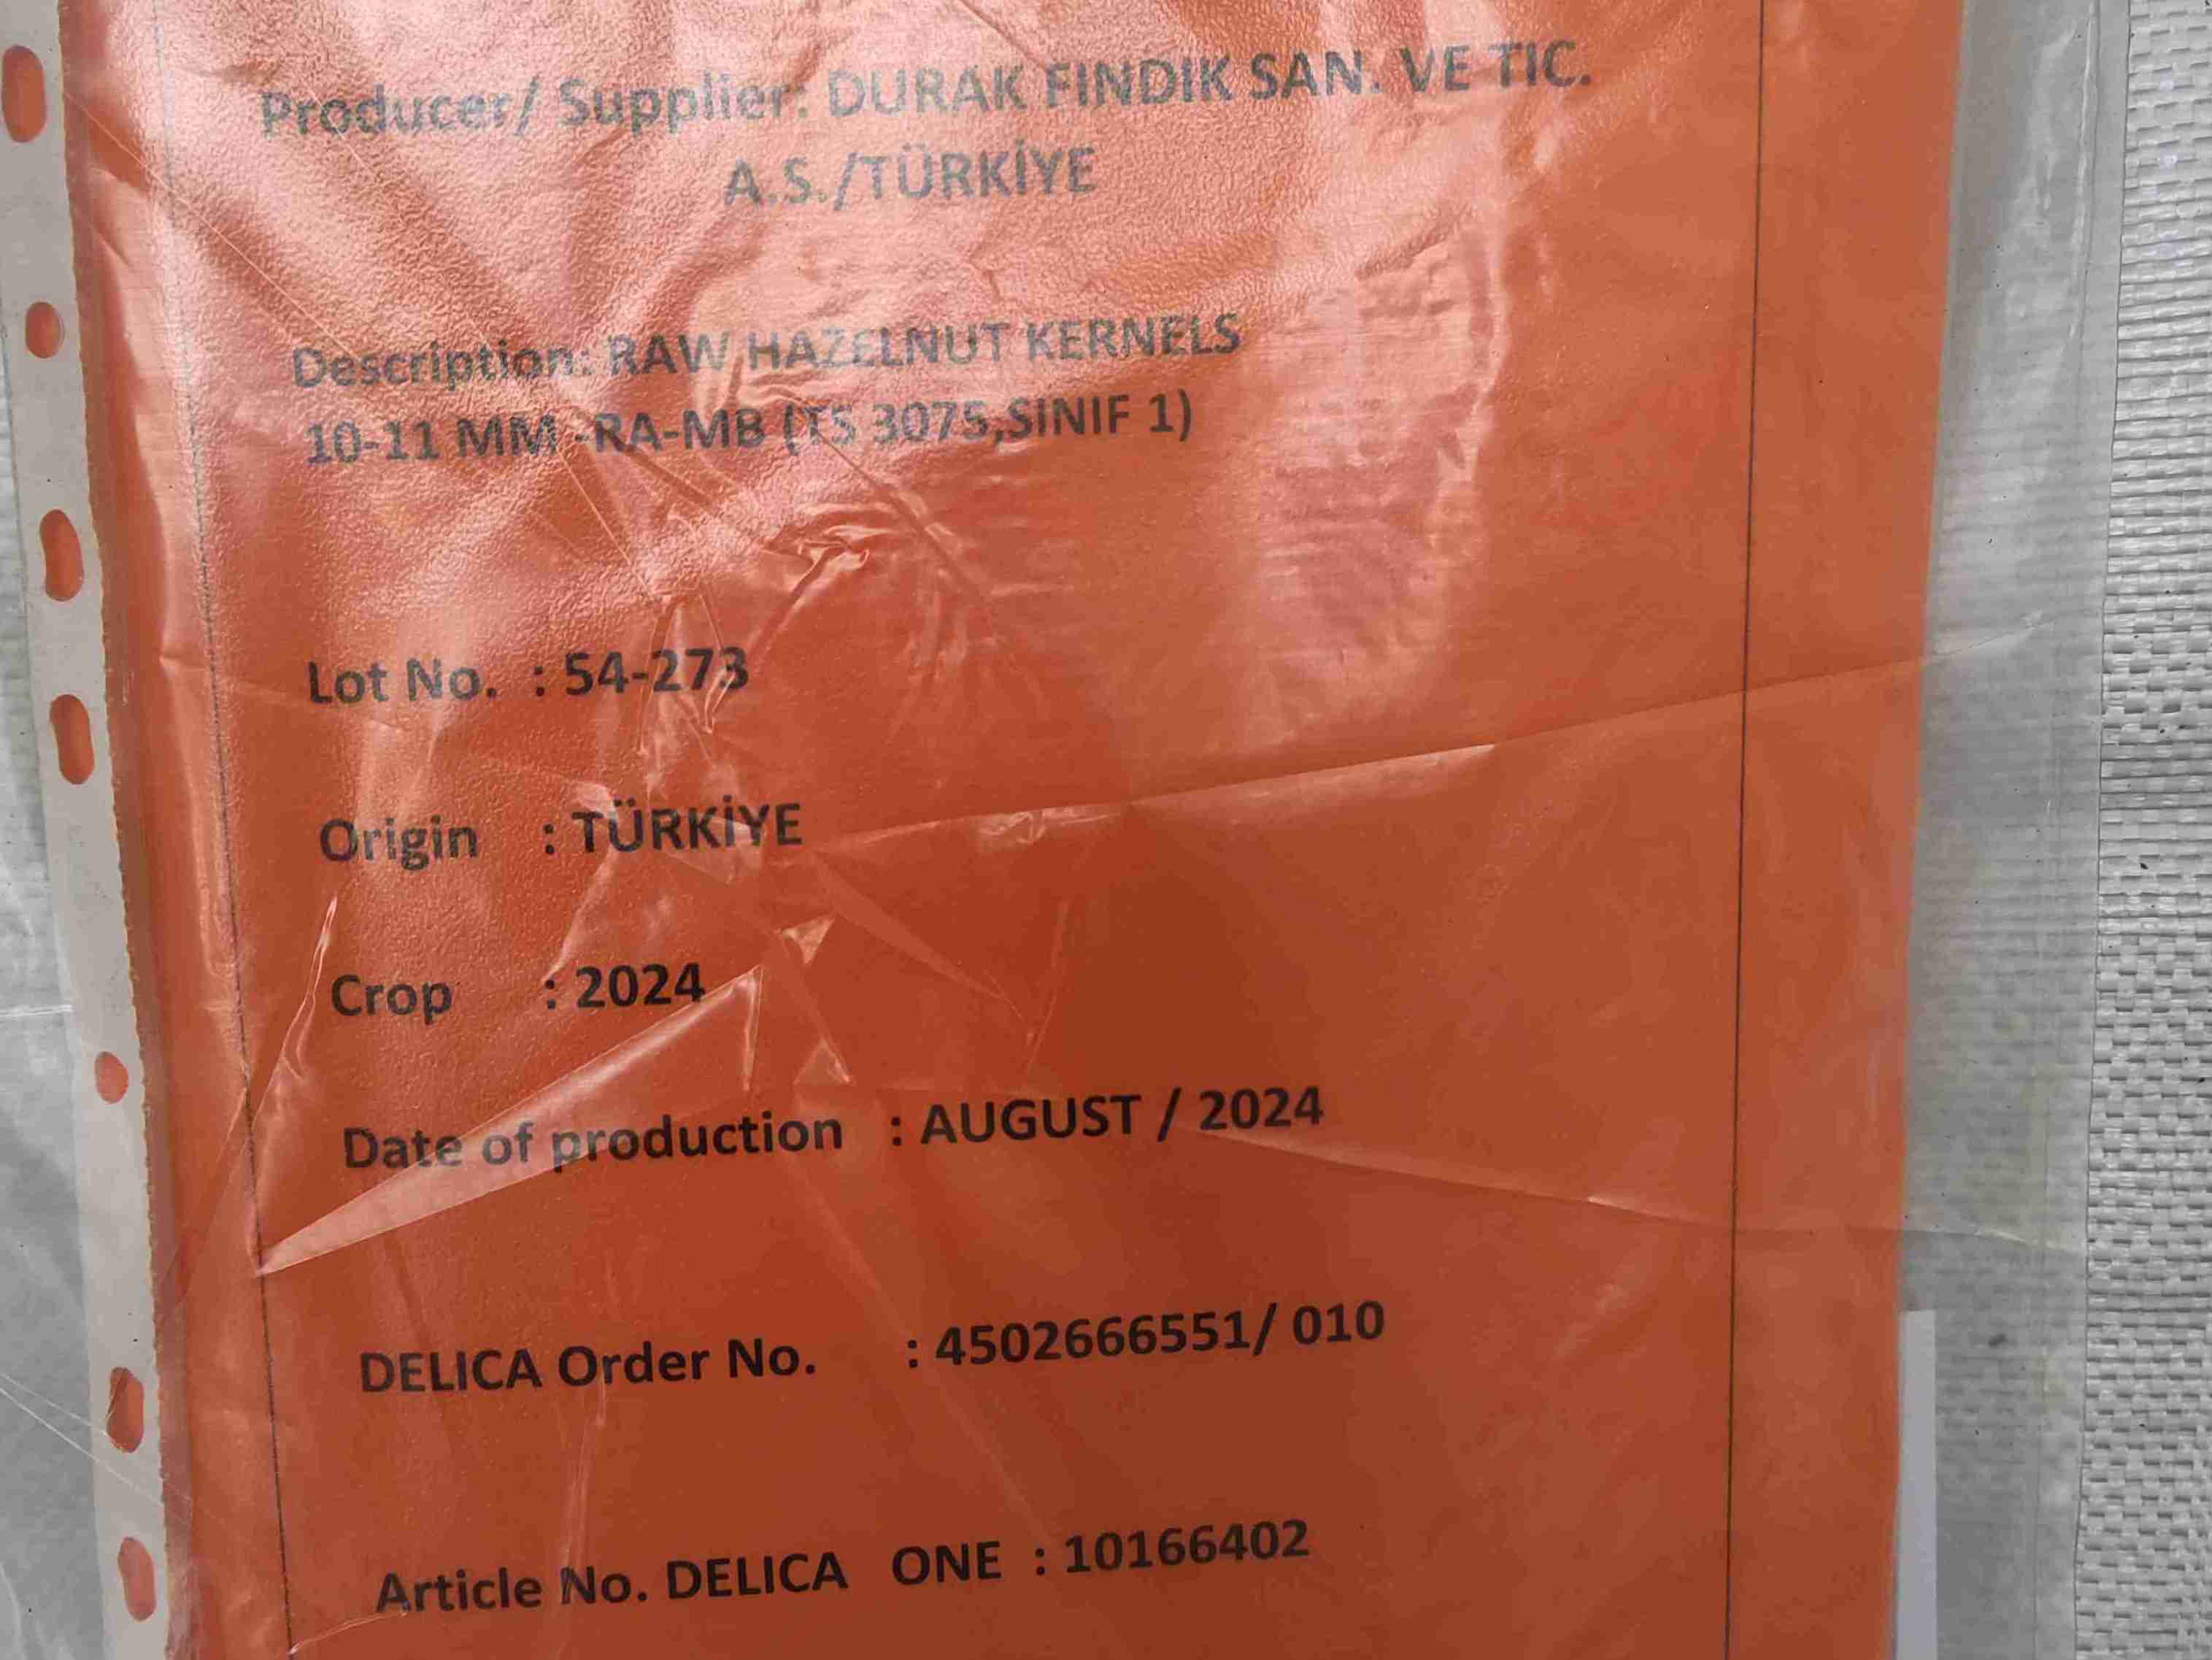 Producer/ Supplier: DURAK FINDIK SAN. VE TIC.
A.S./TÜRKİYE
Description: RAW HAZELNUT KERNELS
10-11 MM -RA-MB (TS 3075,SINIF 1)
Lot No. : 54-273
Origin : TÜRKİYE
Crop : 2024
Date of production : AUGUST / 2024
DELICA Order No. : 4502666551/ 010
Article No. DELICA ONE : 10166402